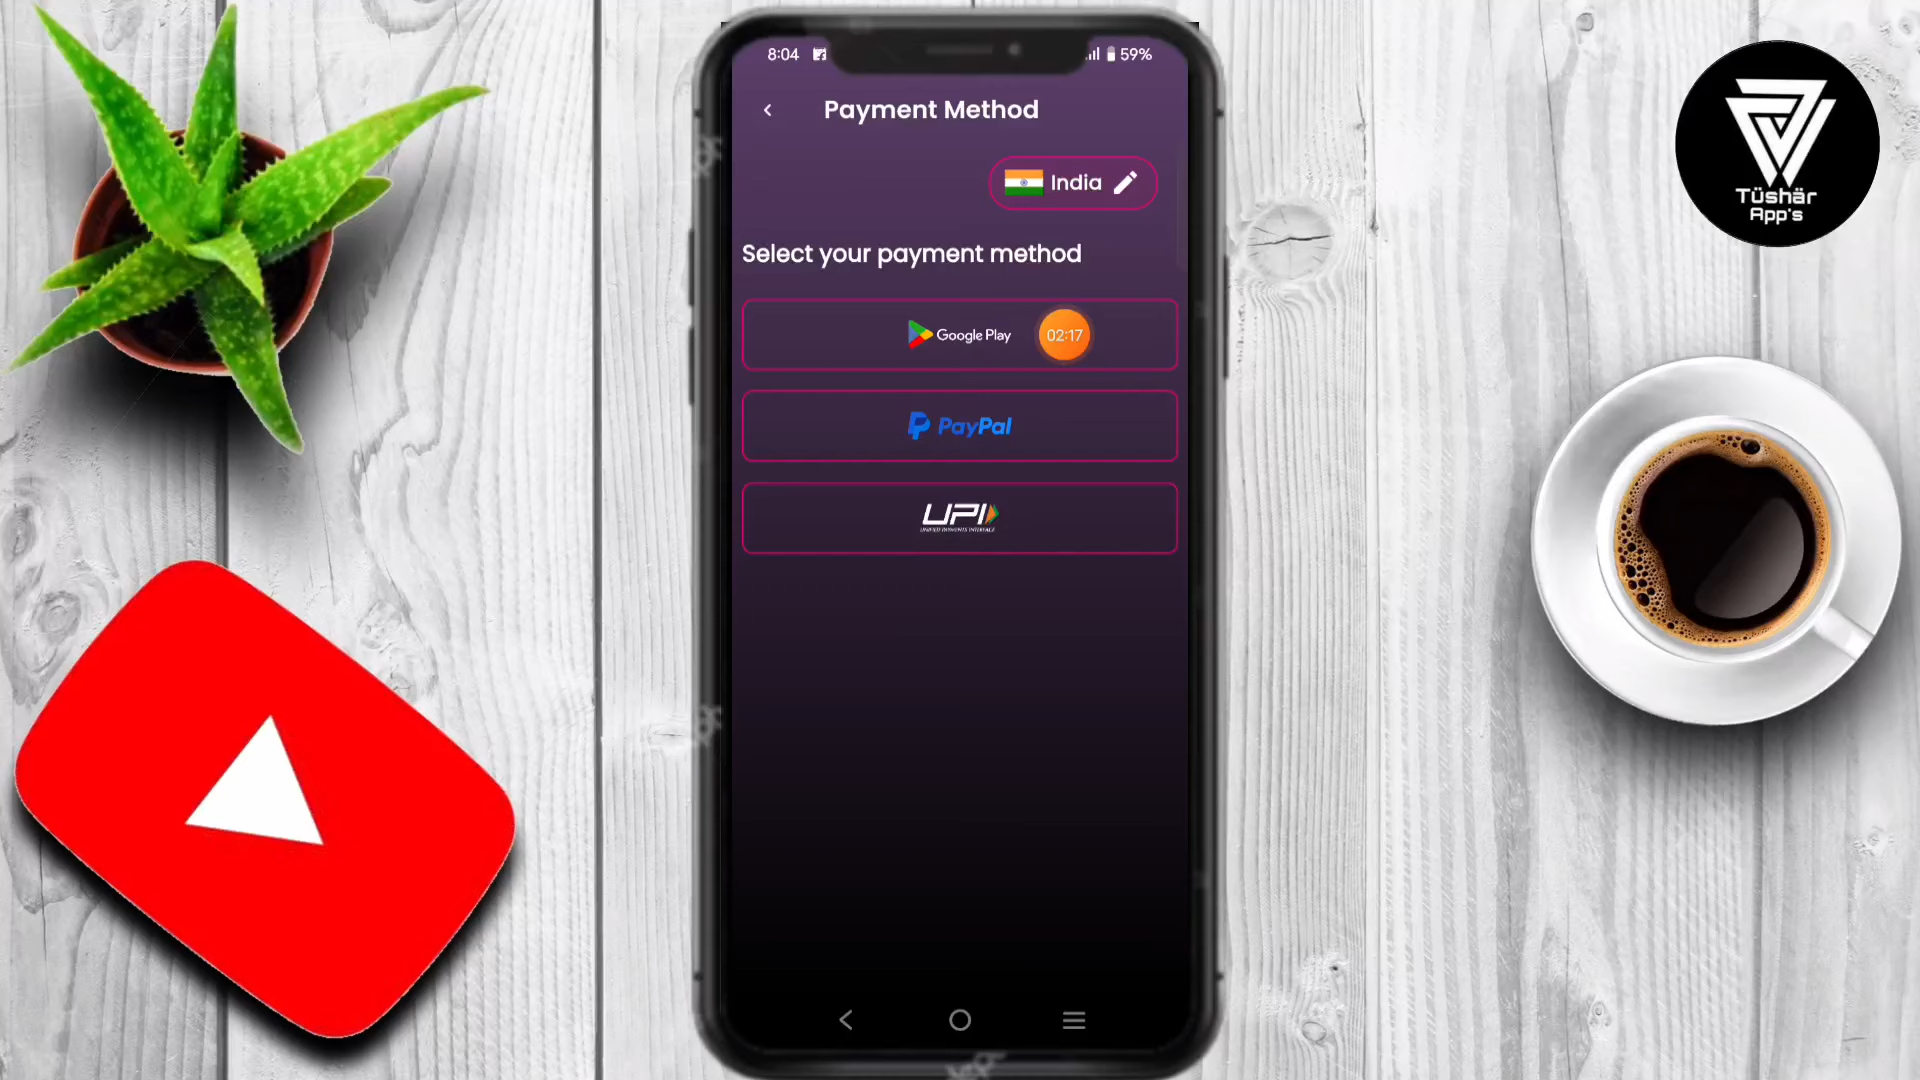 8:04
59%
Payment Method
India
Select your payment method
Google Play
02:17
PayPal
UPI
UNIFIED PAYMENTS INTERFACE
Tüshär
App's